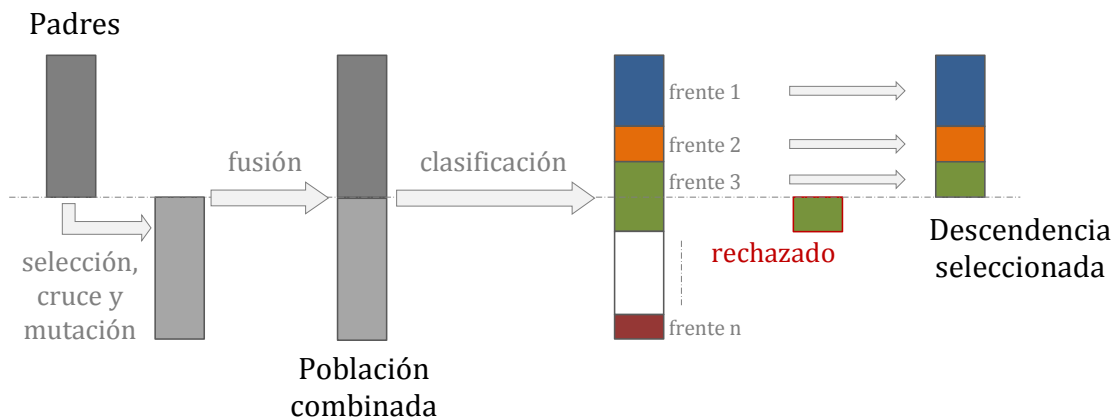 Padres
frente 1
frente 2
fusión
clasificación
frente 3
selección,
cruce y
mutación
rechazado
Descendencia
seleccionada
frente n
Población
combinada